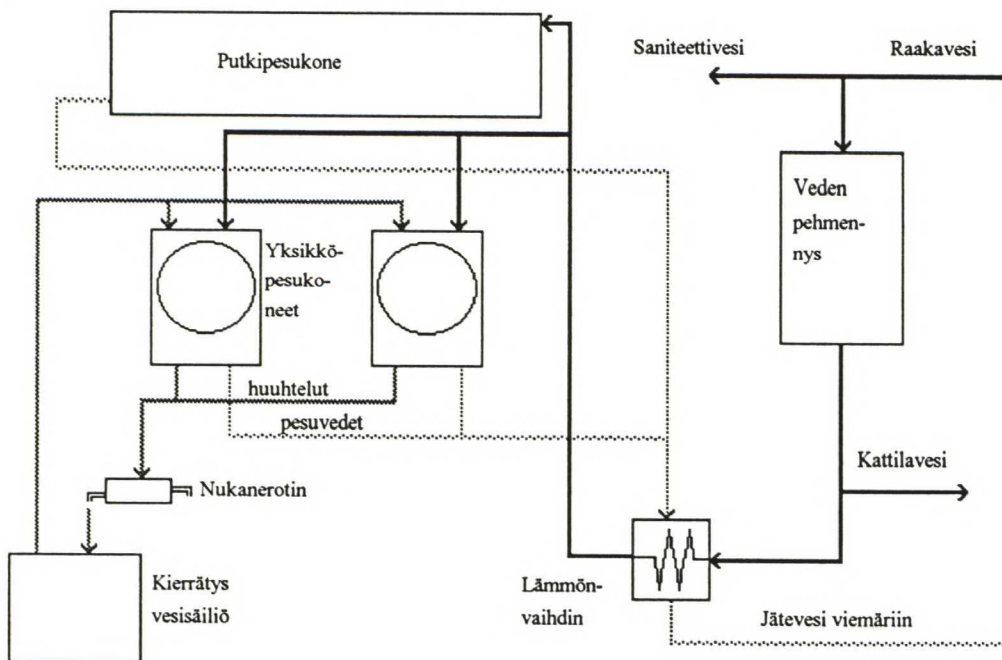 Putkipesukone
Saniteettivesi
Raakavesi
Veden
pehmen-
nys
Yksikkö-
pesuko-
neet
huuhtelut
pesuvedet
Nukanerotin
Kattilavesi
Kierrätys
vesisäiliö
Lämmön-
vaihdin
Jätevesi viemäriin